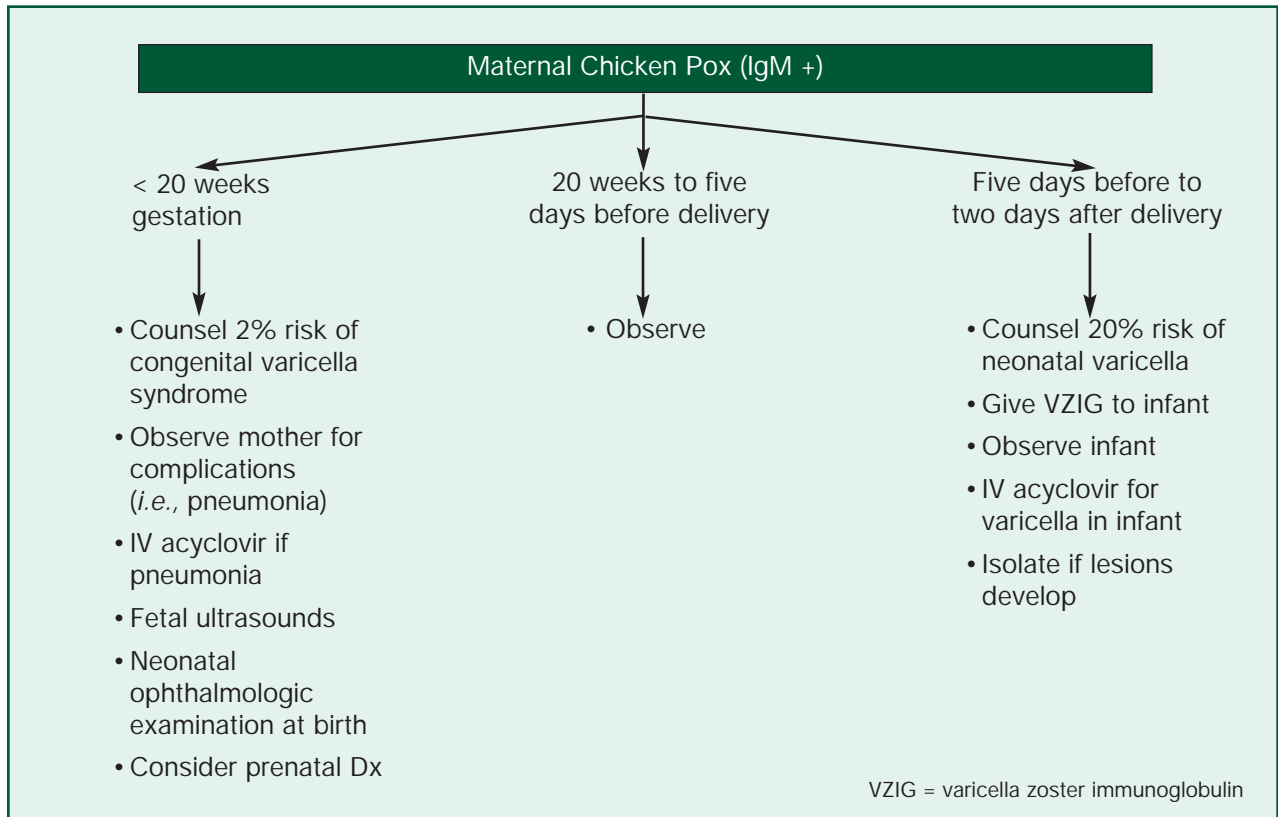 Maternal Chicken Pox (IgM +)
< 20 weeks
gestation
• Counsel 2% risk of
congenital varicella
syndrome
• Observe mother for
complications
(i.e., pneumonia)
• IV acyclovir if
pneumonia
• Fetal ultrasounds
• Neonatal
ophthalmologic
examination at birth
• Consider prenatal Dx
20 weeks to five
days before delivery
• Observe
Five days before to
two days after delivery
• Counsel 20% risk of
neonatal varicella
• Give VZIG to infant
• Observe infant
• IV acyclovir for
varicella in infant
• Isolate if lesions
develop
VZIG = varicella zoster immunoglobulin